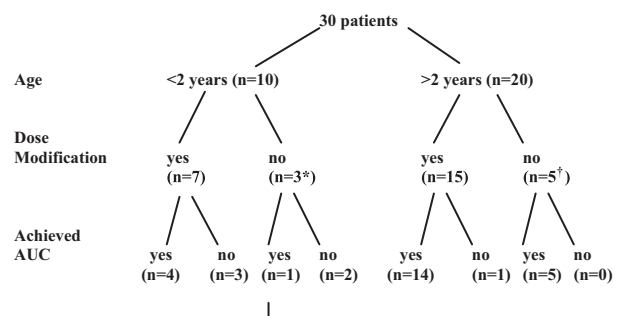 30 patients
Age <2 years (n=10) >2 years (n=20)
Dose
Modification yes no yes no
(n=7) (n=3*) (n=15) (n=5†)
Achieved
AUC yes no yes no yes no yes no
(n=4) (n=3) (n=1) (n=2) (n=14) (n=1) (n=5) (n=0)